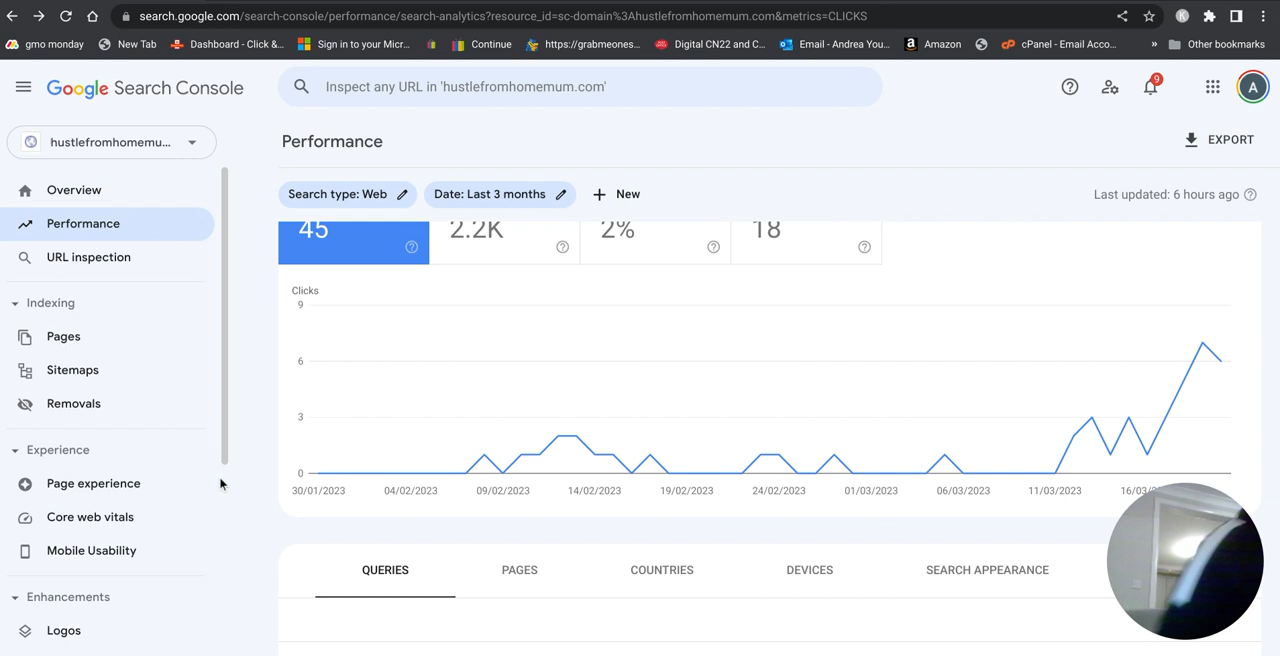 search.google.com/search-console/performance/search-analytics?resource_id=sc-domain%3Ahustlefromhomemum.com&metrics=CLICKS
gmo monday
New Tab
Dashboard - Click &...
Sign in to your Micr...
Continue
https://grabmeones...
Digital CN22 and C...
Email - Andrea You...
Amazon
cPanel - Email Acco...
»
Other bookmarks
Google Search Console
Inspect any URL in 'hustlefromhomemum.com'
9
A
hustlefromhomemu...
Performance
EXPORT
Overview
Performance
URL inspection
Indexing
Pages
Sitemaps
Removals
Experience
Page experience
Core web vitals
Mobile Usability
Enhancements
Logos
Search type: Web
Date: Last 3 months
+ New
Last updated: 6 hours ago
45
2.2K
2%
18
Clicks
9
6
3
0
30/01/2023
04/02/2023
09/02/2023
14/02/2023
19/02/2023
24/02/2023
01/03/2023
06/03/2023
11/03/2023
QUERIES
PAGES
COUNTRIES
DEVICES
SEARCH APPEARANCE